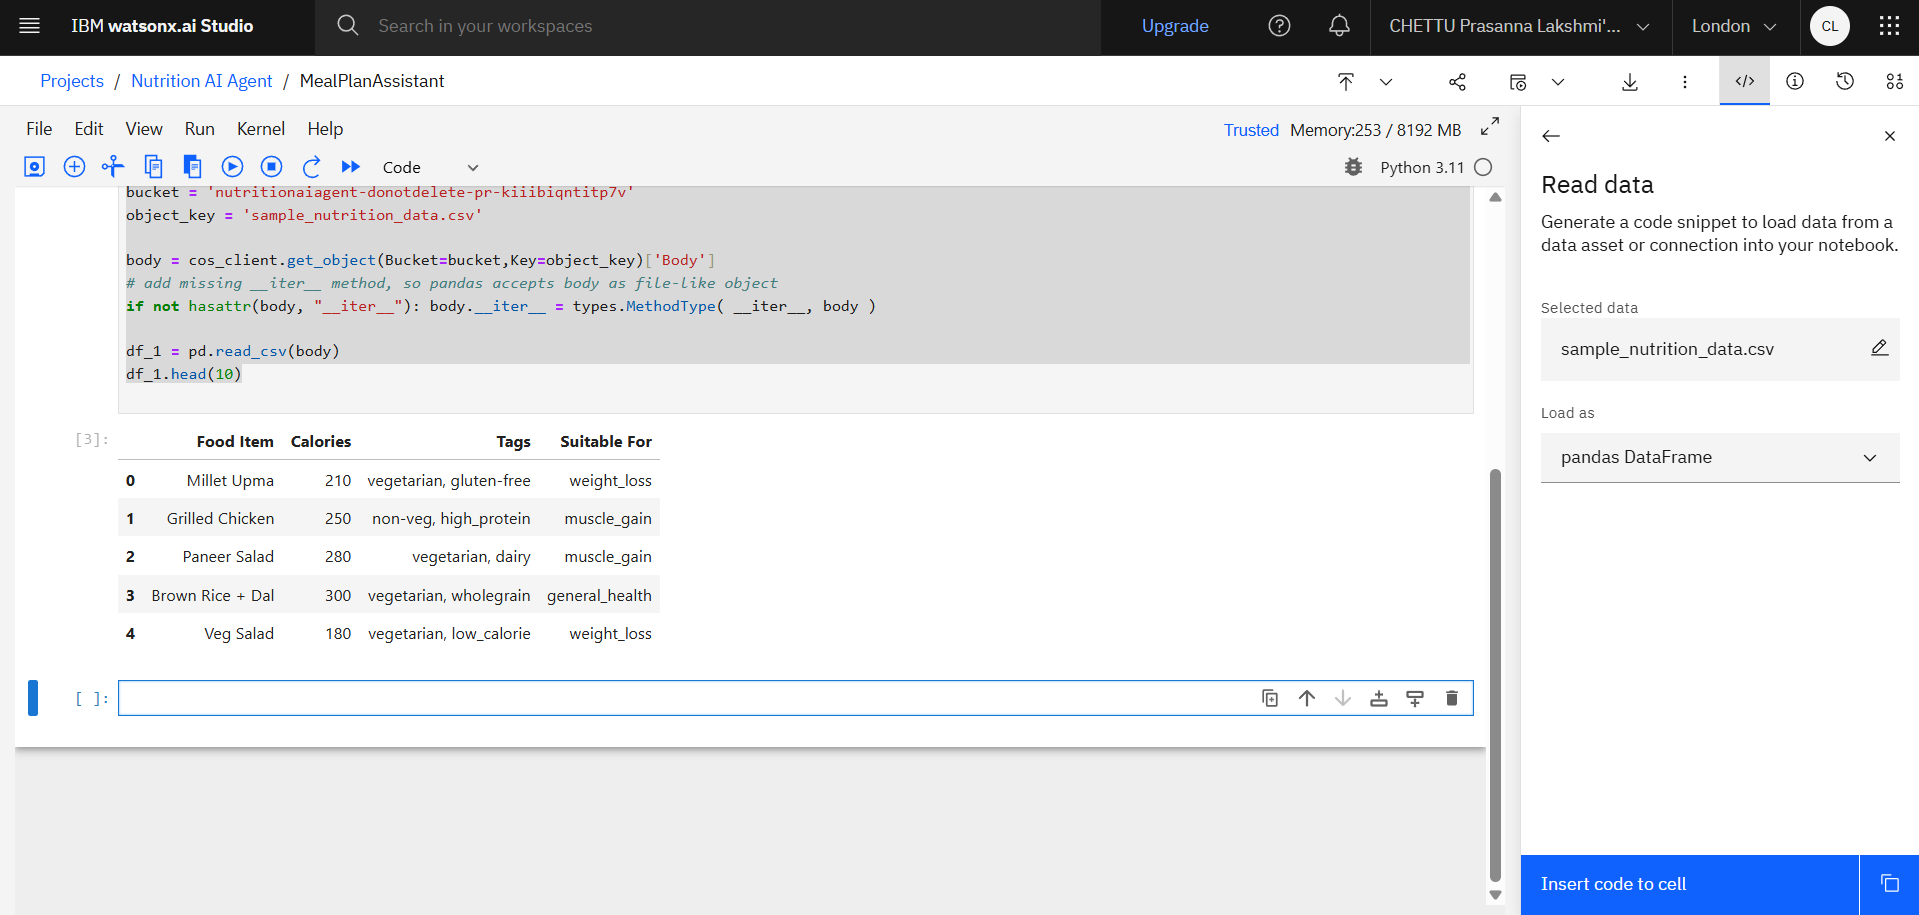 IBM watsonx.ai Studio
Search in your workspaces
Upgrade
CHETTU Prasanna Lakshmi'...
London
CL
Projects / Nutrition AI Agent / MealPlanAssistant
File Edit View Run Kernel Help
Trusted Memory:253 / 8192 MB
Code
Python 3.11
bucket = 'nutritionaiagent-donotdelete-pr-kiiibiqntitp7v'
object_key = 'sample_nutrition_data.csv'
body = cos_client.get_object(Bucket=bucket,Key=object_key)['Body']
# add missing __iter__ method, so pandas accepts body as file-like object
if not hasattr(body, "__iter__"): body.__iter__ = types.MethodType( __iter__, body )
df_1 = pd.read_csv(body)
df_1.head(10)
[3]:
Food Item Calories Tags Suitable For
0 Millet Upma 210 vegetarian, gluten-free weight_loss
1 Grilled Chicken 250 non-veg, high_protein muscle_gain
2 Paneer Salad 280 vegetarian, dairy muscle_gain
3 Brown Rice + Dal 300 vegetarian, wholegrain general_health
4 Veg Salad 180 vegetarian, low_calorie weight_loss
[ ]:
Read data
Generate a code snippet to load data from a
data asset or connection into your notebook.
Selected data
sample_nutrition_data.csv
Load as
pandas DataFrame
Insert code to cell